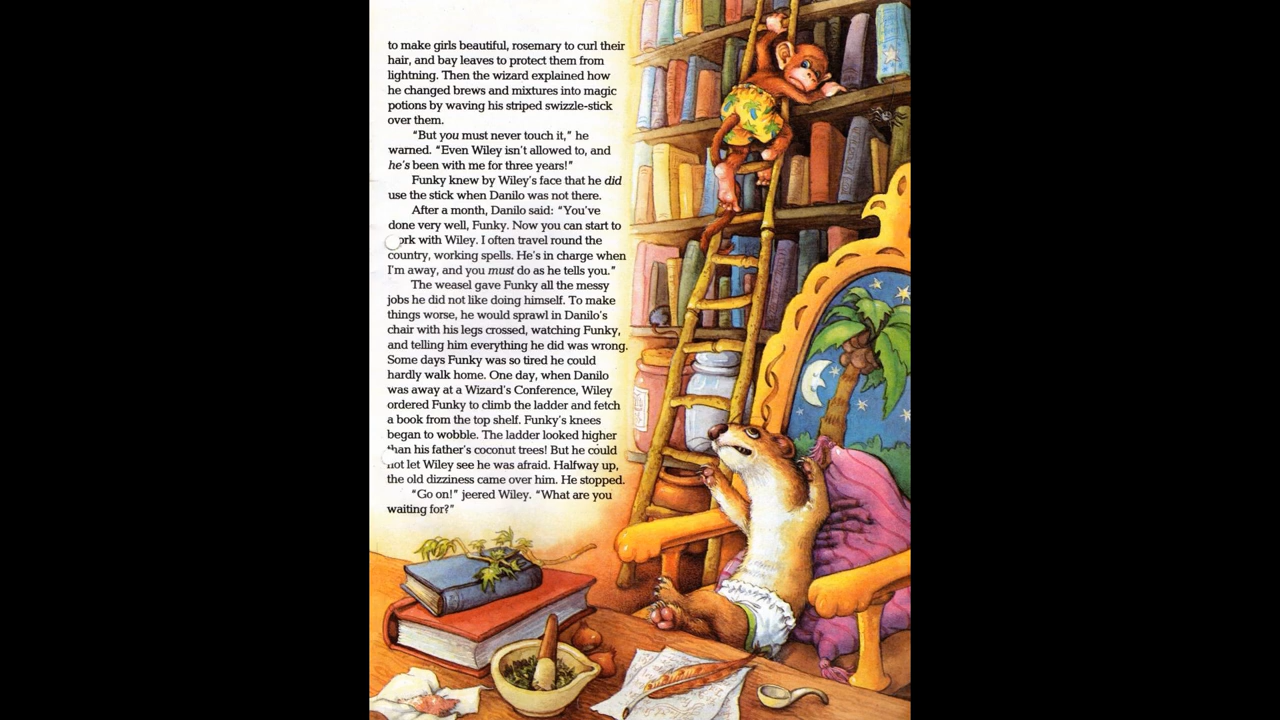 to make girls beautiful, rosemary to curl their
hair, and bay leaves to protect them from
lightning. Then the wizard explained how
he changed brews and mixtures into magic
potions by waving his striped swizzle-stick
over them.
“But you must never touch it,” he
warned. “Even Wiley isn’t allowed to, and
he’s been with me for three years!”
Funky knew by Wiley’s face that he did
use the stick when Danilo was not there.
After a month, Danilo said: “You’ve
done very well, Funky. Now you can start to
ork with Wiley. I often travel round the
country, working spells. He’s in charge when
I’m away, and you must do as he tells you.”
The weasel gave Funky all the messy
jobs he did not like doing himself. To make
things worse, he would sprawl in Danilo’s
chair with his legs crossed, watching Funky,
and telling him everything he did was wrong.
Some days Funky was so tired he could
hardly walk home. One day, when Danilo
was away at a Wizard’s Conference, Wiley
ordered Funky to climb the ladder and fetch
a book from the top shelf. Funky’s knees
began to wobble. The ladder looked higher
than his father’s coconut trees! But he could
not let Wiley see he was afraid. Halfway up,
the old dizziness came over him. He stopped.
“Go on!” jeered Wiley. “What are you
waiting for?”